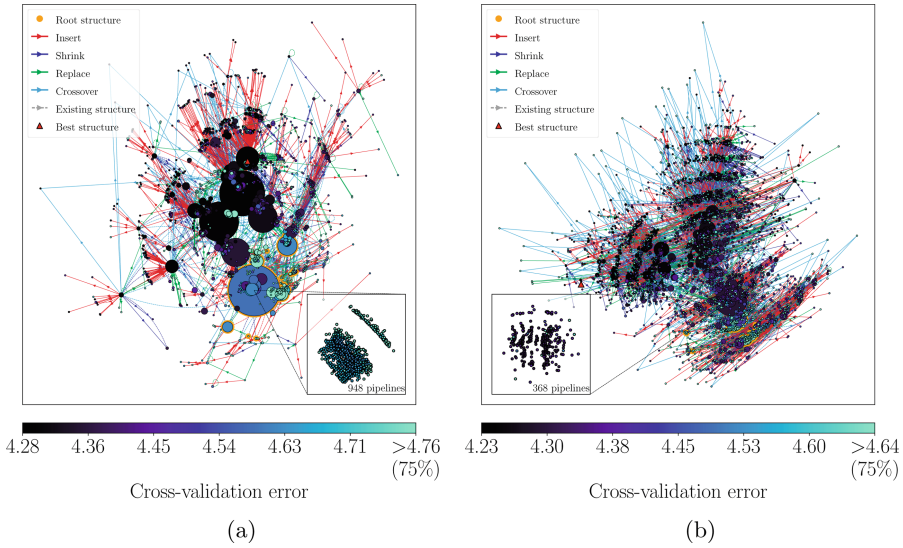 Root structure
Insert
Shrink
Replace
Crossover
Existing structure
Best structure
948 pipelines
4.28 4.36 4.45 4.54 4.63 4.71 >4.76
(75%)
Cross-validation error
(a)
Root structure
Insert
Shrink
Replace
Crossover
Existing structure
Best structure
368 pipelines
4.23 4.30 4.38 4.45 4.53 4.60 >4.64
(75%)
Cross-validation error
(b)